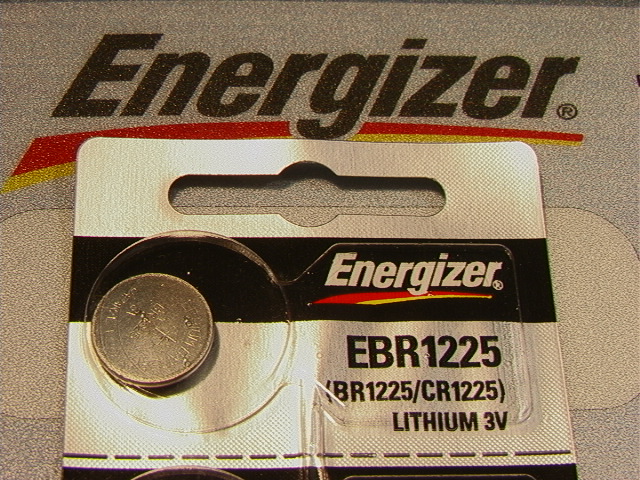 Energizer®
Energizer®
EBR1225
(BR1225/CR1225)
LITHIUM 3V